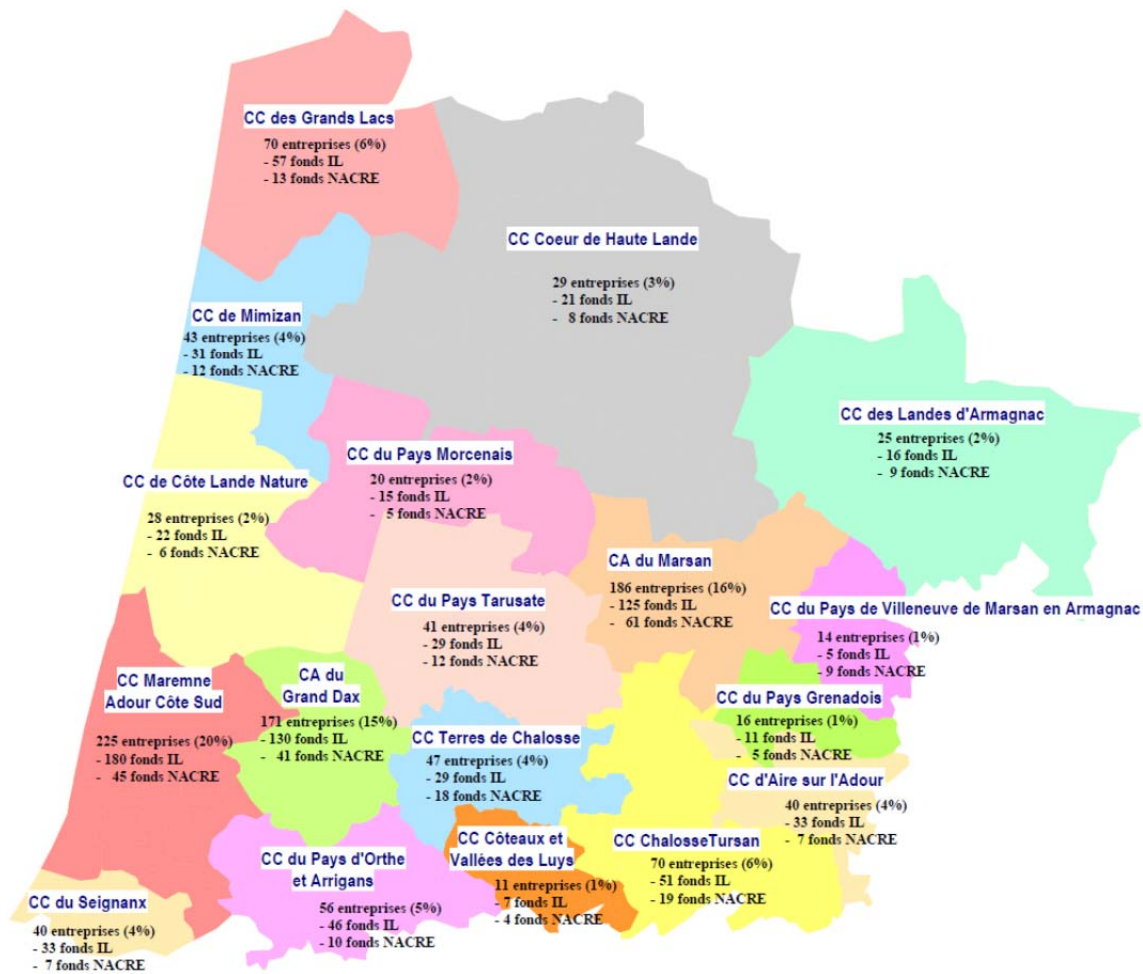 CC des Grands Lacs
70 entreprises (6%)
- 57 fonds IL
- 13 fonds NACRE
CC Coeur de Haute Lande
29 entreprises (3%)
- 21 fonds IL
- 8 fonds NACRE
CC de Mimizan
43 entreprises (4%)
- 31 fonds IL
- 12 fonds NACRE
CC des Landes d'Armagnac
25 entreprises (2%)
- 16 fonds IL
- 9 fonds NACRE
CC du Pays Morcenais
20 entreprises (2%)
- 15 fonds IL
- 5 fonds NACRE
CC de Côte Lande Nature
28 entreprises (2%)
- 22 fonds IL
- 6 fonds NACRE
CA du Marsan
186 entreprises (16%)
- 125 fonds IL
- 61 fonds NACRE
CC du Pays Tarusate
41 entreprises (4%)
- 29 fonds IL
- 12 fonds NACRE
CC du Pays de Villeneuve de Marsan en Armagnac
14 entreprises (1%)
- 5 fonds IL
- 9 fonds NACRE
CC Maremne
Adour Côte Sud
225 entreprises (20%)
- 180 fonds IL
- 45 fonds NACRE
CA du
Grand Dax
171 entreprises (15%)
- 130 fonds IL
- 41 fonds NACRE
CC du Pays Grenadois
16 entreprises (1%)
- 11 fonds IL
- 5 fonds NACRE
CC Terres de Chalosse
47 entreprises (4%)
- 29 fonds IL
- 18 fonds NACRE
CC d'Aire sur l'Adour
40 entreprises (4%)
- 33 fonds IL
- 7 fonds NACRE
CC Côteaux et
Vallées des Luys
11 entreprises (1%)
- 7 fonds IL
- 4 fonds NACRE
CC ChalosseTursan
70 entreprises (6%)
- 51 fonds IL
- 19 fonds NACRE
CC du Pays d'Orthe
et Arrigans
56 entreprises (5%)
- 46 fonds IL
- 10 fonds NACRE
CC du Seignanx
40 entreprises (4%)
- 33 fonds IL
- 7 fonds NACRE